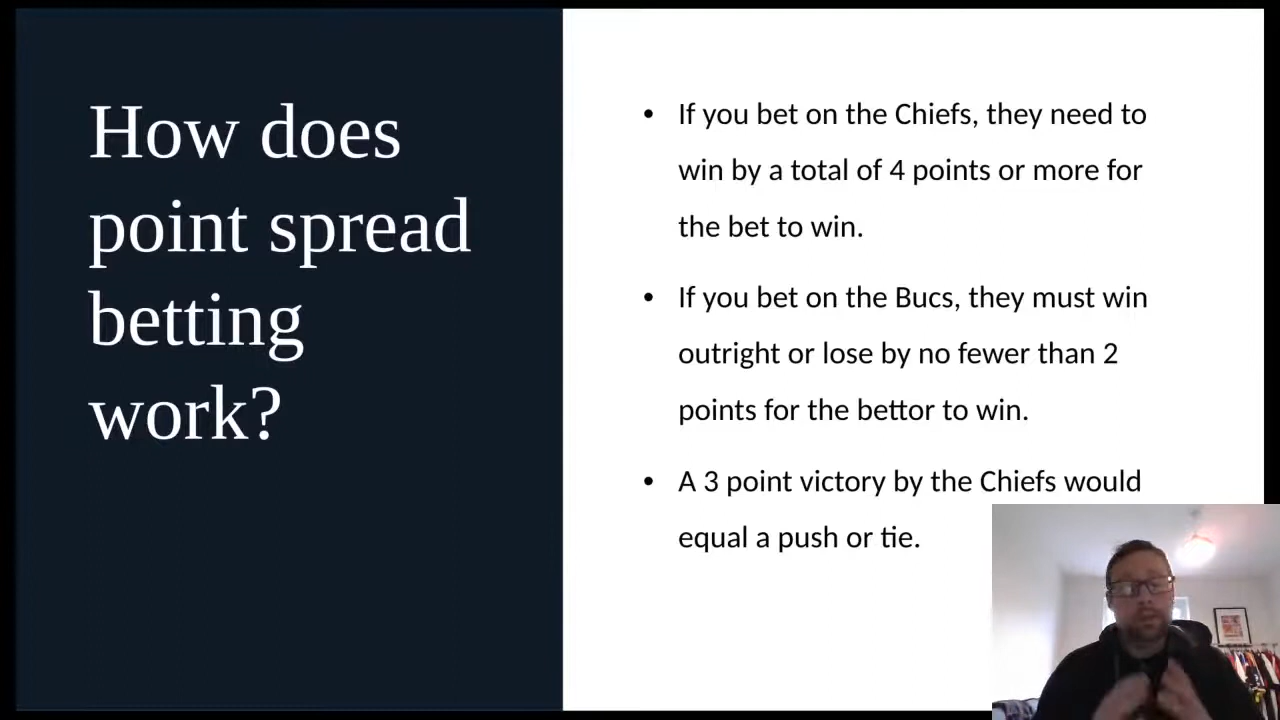 How does
point spread
betting
work?
• If you bet on the Chiefs, they need to
win by a total of 4 points or more for
the bet to win.
• If you bet on the Bucs, they must win
outright or lose by no fewer than 2
points for the bettor to win.
• A 3 point victory by the Chiefs would
equal a push or tie.